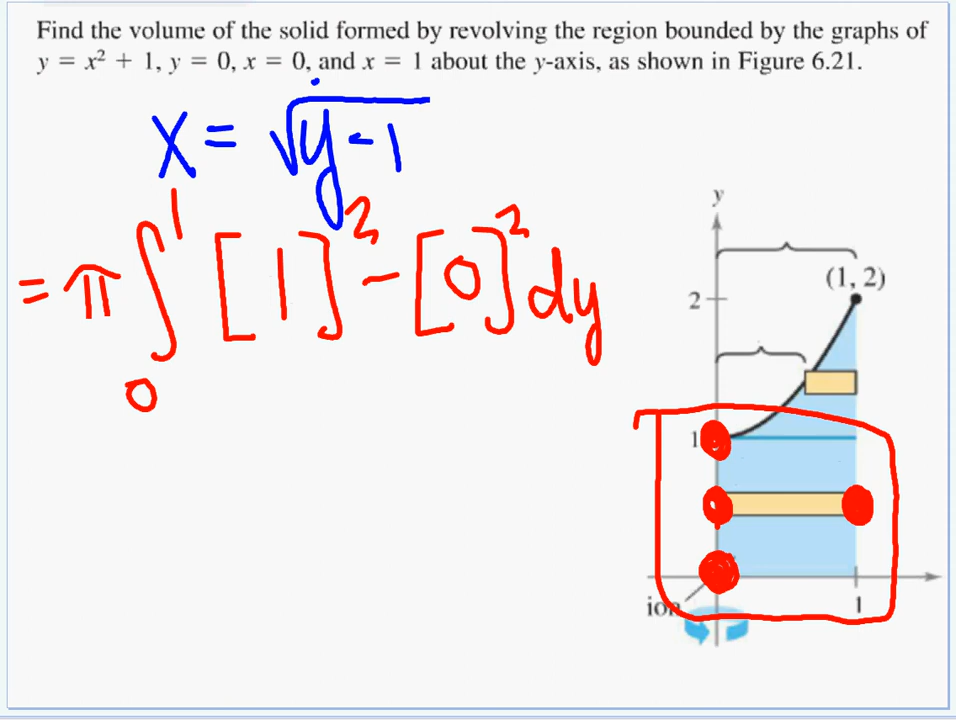 Find the volume of the solid formed by revolving the region bounded by the graphs of
y = x² + 1, y = 0, x = 0, and x = 1 about the y-axis, as shown in Figure 6.21.
x = √(y-1)
= π ∫₀¹ [1]² - [0]² dy
y
(1, 2)
2
1
ion
1